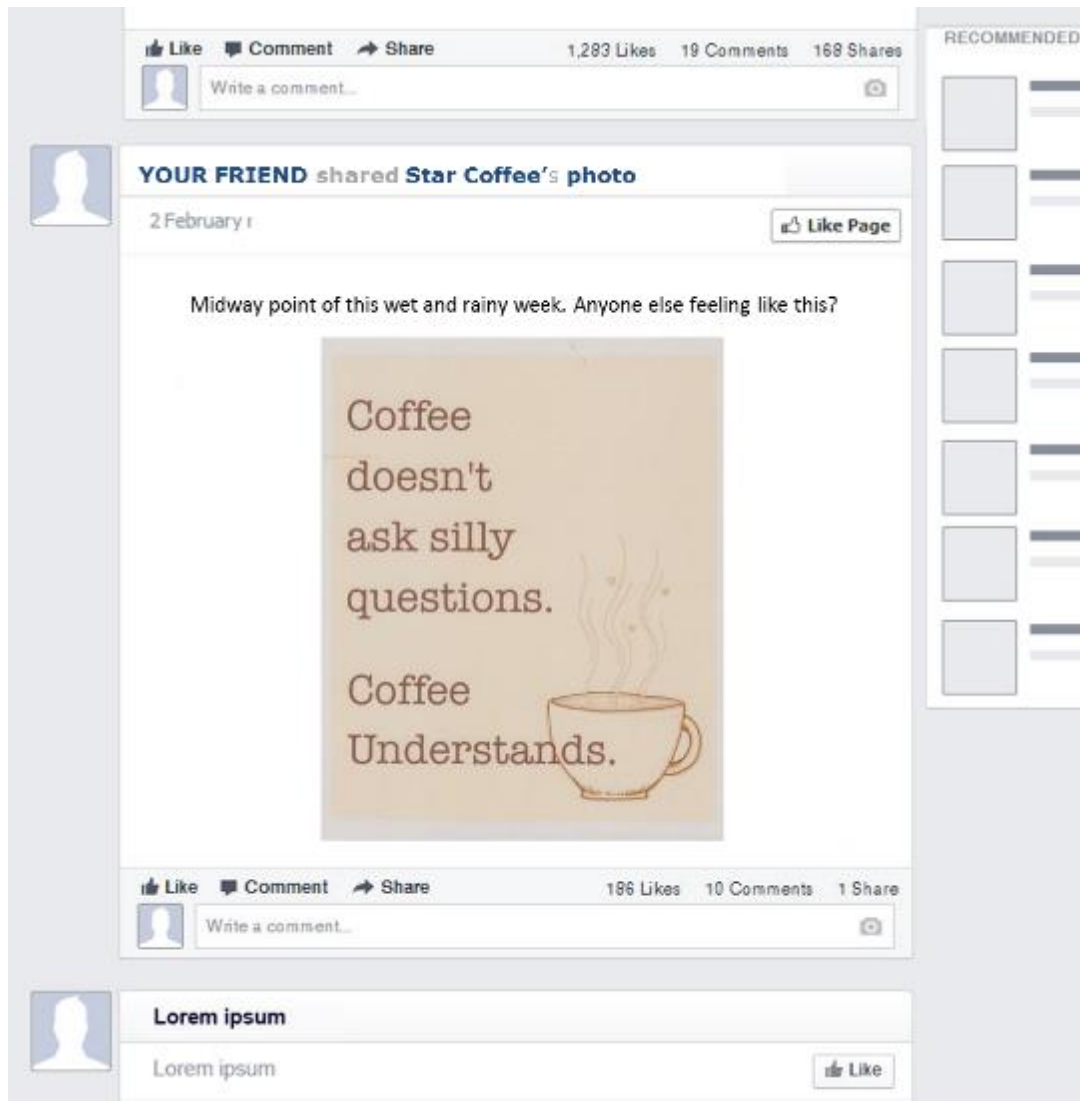 Like Comment Share 1,283 Likes 19 Comments 168 Shares
Write a comment...
RECOMMENDED
YOUR FRIEND shared Star Coffee's photo
2 February
Like Page
Midway point of this wet and rainy week. Anyone else feeling like this?
Coffee
doesn't
ask silly
questions.
Coffee
Understands.
Like Comment Share 186 Likes 10 Comments 1 Share
Write a comment...
Lorem ipsum
Lorem ipsum
Like